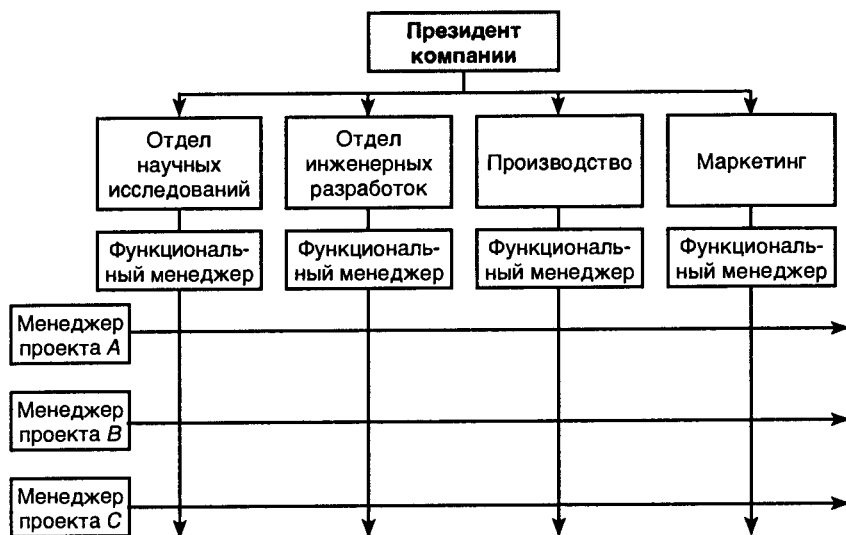 Президент
компании
Отдел
научных
исследований
Отдел
инженерных
разработок
Производство
Маркетинг
Функциональ-
ный менеджер
Функциональ-
ный менеджер
Функциональ-
ный менеджер
Функциональ-
ный менеджер
Менеджер
проекта A
Менеджер
проекта B
Менеджер
проекта C